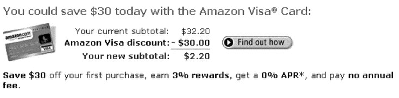 You could save $30 today with the Amazon Visa® Card:
Your current subtotal: $32.20
Amazon Visa discount: - $30.00
Find out how
Your new subtotal: $2.20
Save $30 off your first purchase, earn 3% rewards, get a 0% APR*, and pay no annual
fee.